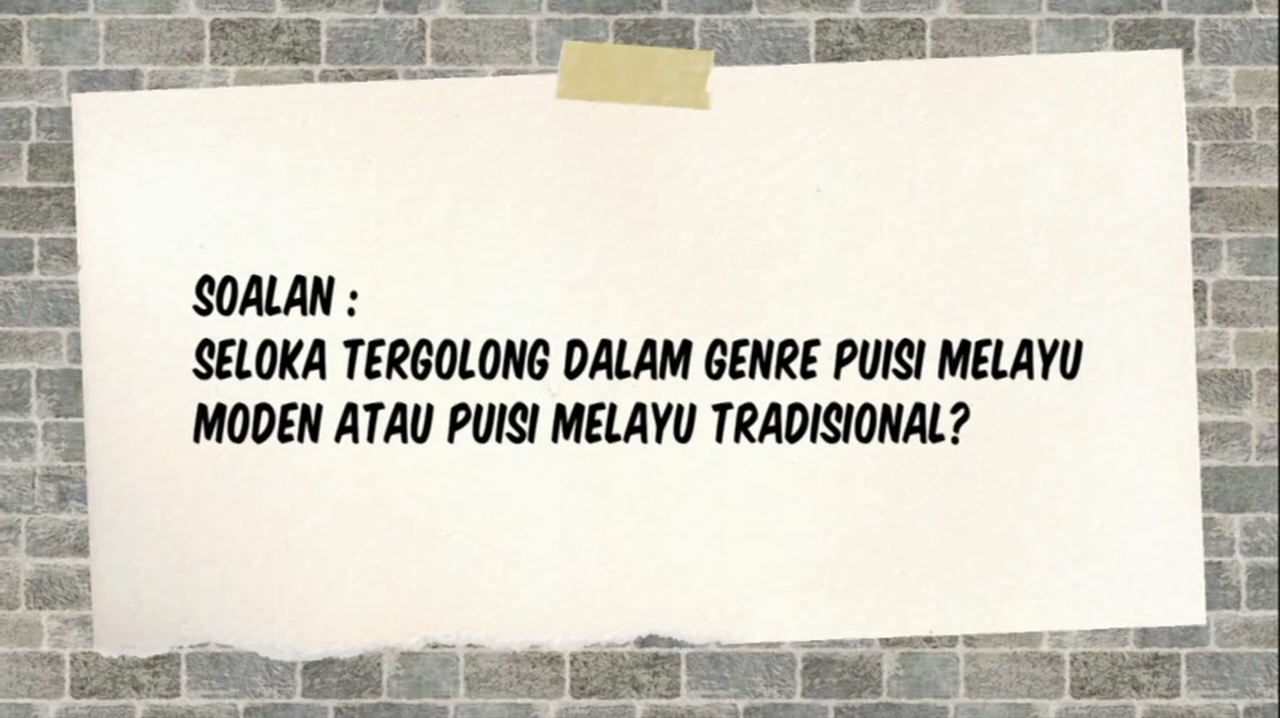 SOALAN :
SELOKA TERGOLONG DALAM GENRE PUISI MELAYU
MODEN ATAU PUISI MELAYU TRADISIONAL?